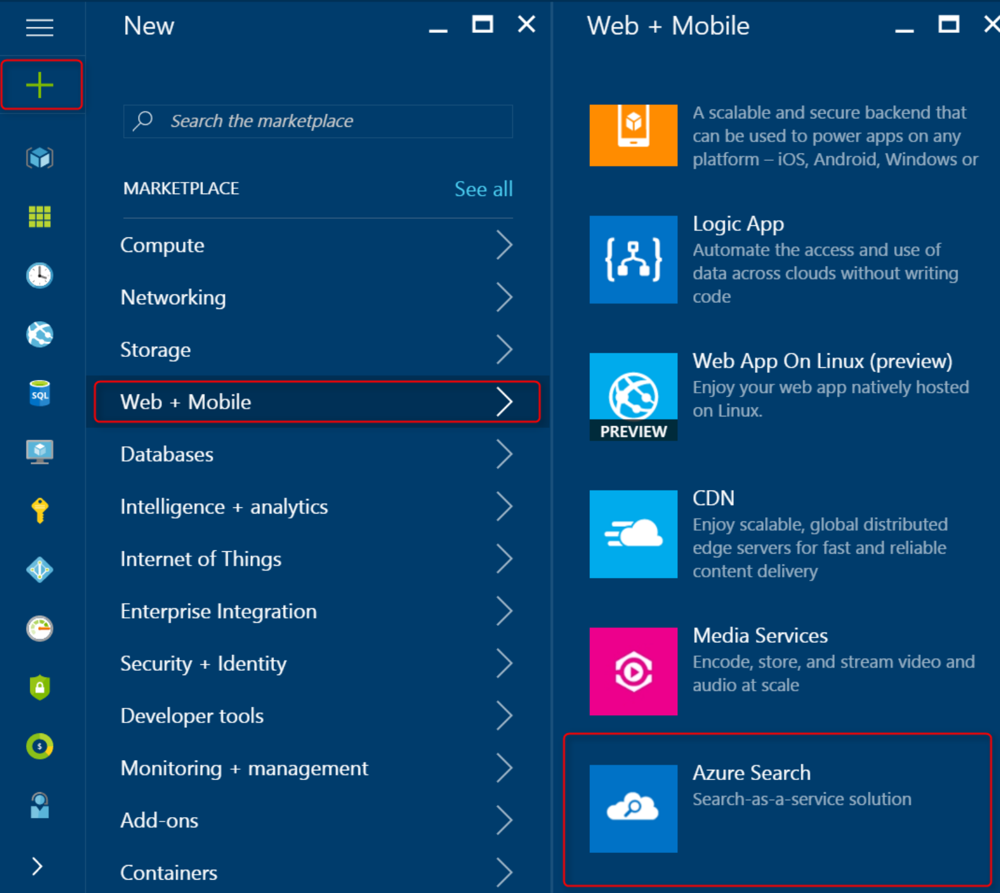 New
Search the marketplace
MARKETPLACE
See all
Compute
Networking
Storage
Web + Mobile
Databases
Intelligence + analytics
Internet of Things
Enterprise Integration
Security + Identity
Developer tools
Monitoring + management
Add-ons
Containers
SQL
$
Web + Mobile
A scalable and secure backend that
can be used to power apps on any
platform – iOS, Android, Windows or
Logic App
Automate the access and use of
data across clouds without writing
code
Web App On Linux (preview)
Enjoy your web app natively hosted
on Linux.
PREVIEW
CDN
Enjoy scalable, global distributed
edge servers for fast and reliable
content delivery
Media Services
Encode, store, and stream video and
audio at scale
Azure Search
Search-as-a-service solution